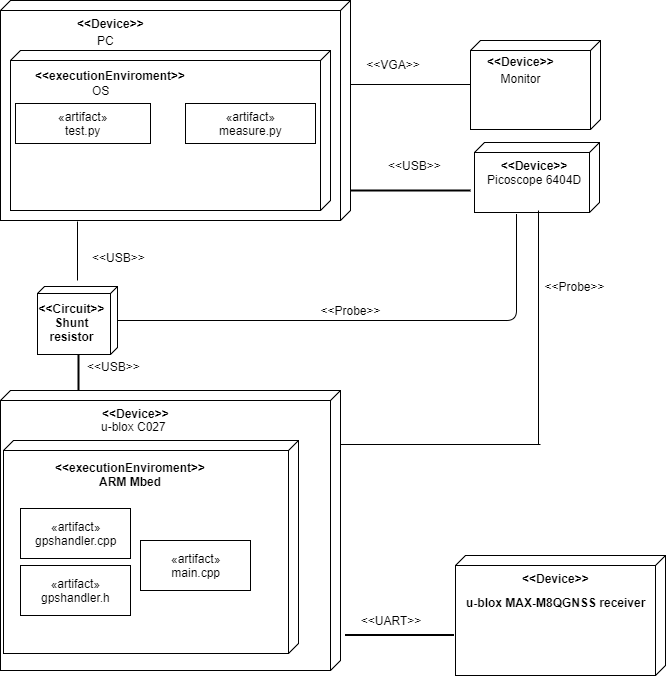 <<Device>>
PC
<<executionEnviroment>>
OS
«artifact»
test.py
«artifact»
measure.py
<<VGA>>
<<Device>>
Monitor
<<USB>>
<<Device>>
Picoscope 6404D
<<USB>>
<<Probe>>
<<Circuit>>
Shunt
resistor
<<Probe>>
<<USB>>
<<Device>>
u-blox C027
<<executionEnviroment>>
ARM Mbed
«artifact»
gpshandler.cpp
«artifact»
main.cpp
«artifact»
gpshandler.h
<<UART>>
<<Device>>
u-blox MAX-M8QGNSS receiver